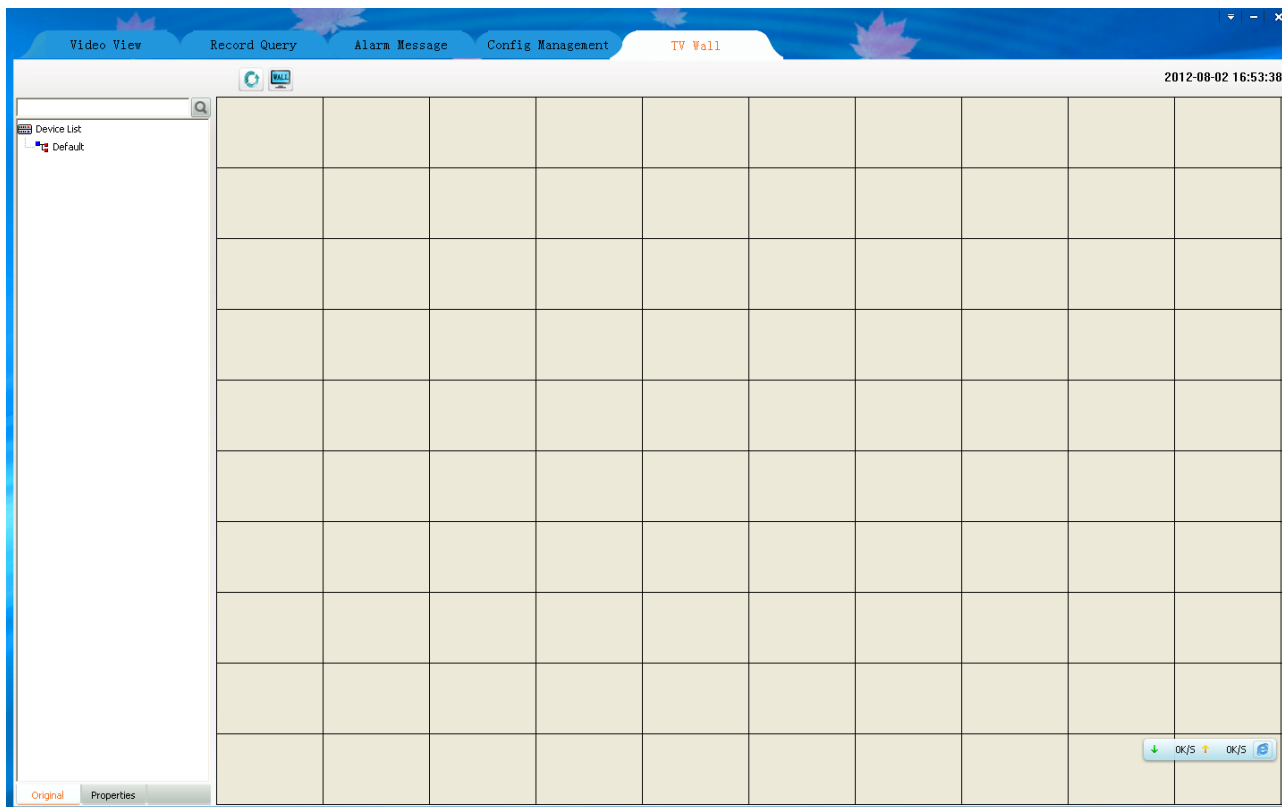 Video View Record Query Alarm Message Config Management TV Wall
WALL 2012-08-02 16:53:38
Device List
Default
0K/S 0K/S
Original Properties